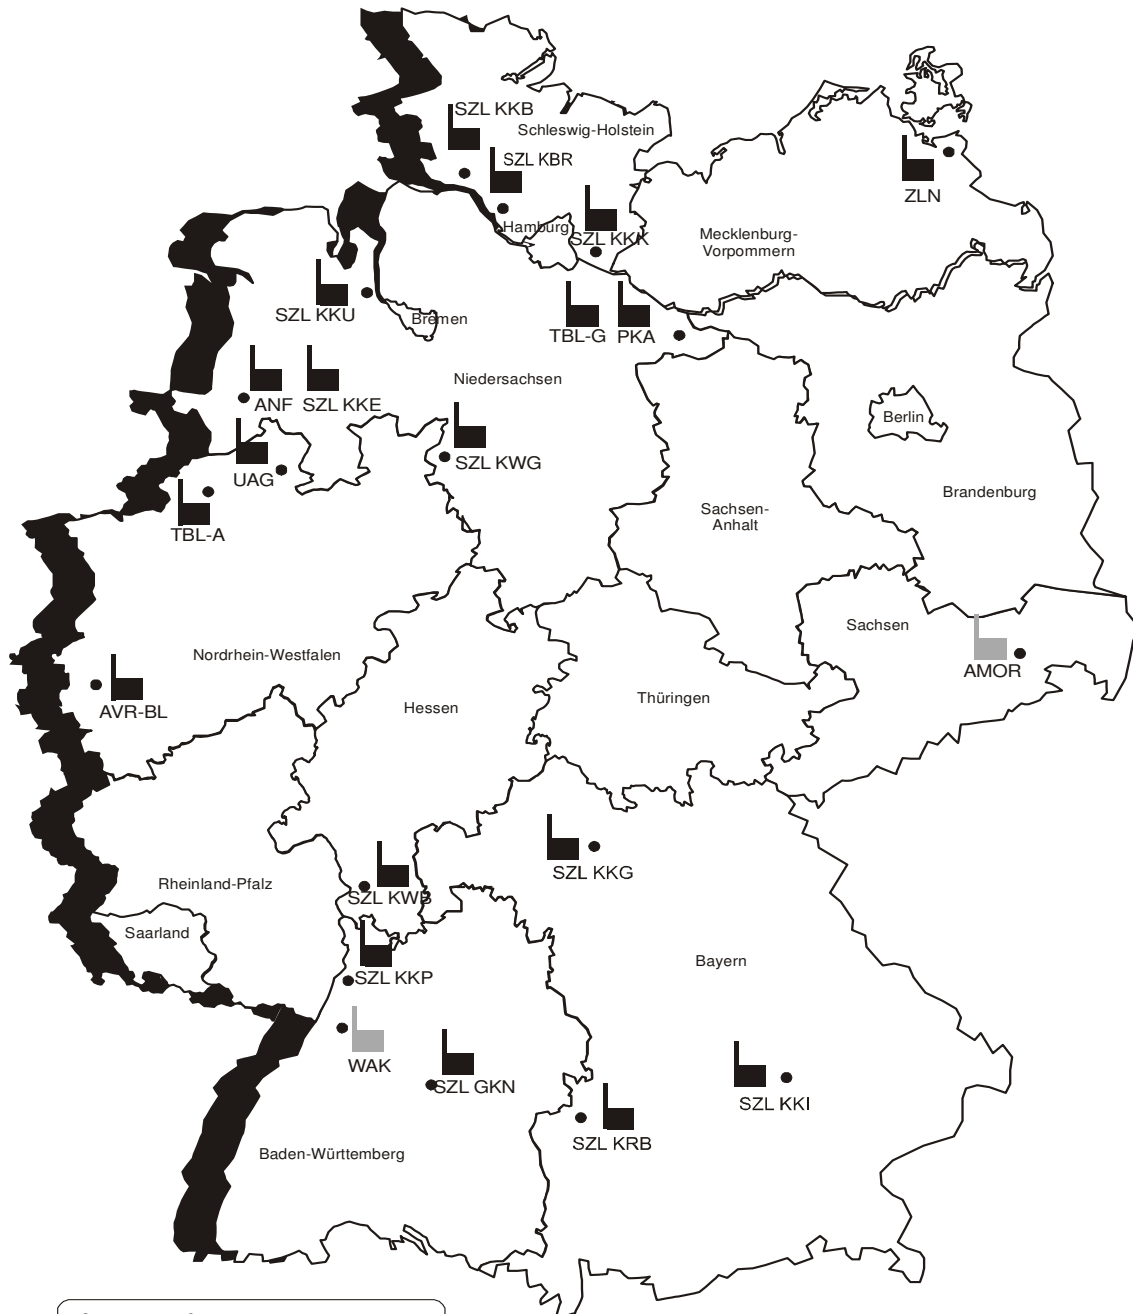 SZL KKB
Schleswig-Holstein
SZL KBR
ZLN
Hamburg
SZL KKK
Mecklenburg-
Vorpommern
SZL KKU
Bremen
TBL-G
PKA
Niedersachsen
ANF
SZL KKE
Berlin
SZL KWG
UAG
Brandenburg
Sachsen-
Anhalt
TBL-A
Sachsen
Nordrhein-Westfalen
AMOR
Thüringen
Hessen
AVR-BL
SZL KKG
Rheinland-Pfalz
SZL KWB
Saarland
Bayern
SZL KKP
WAK
SZL GKN
SZL KKI
SZL KRB
Baden-Württemberg